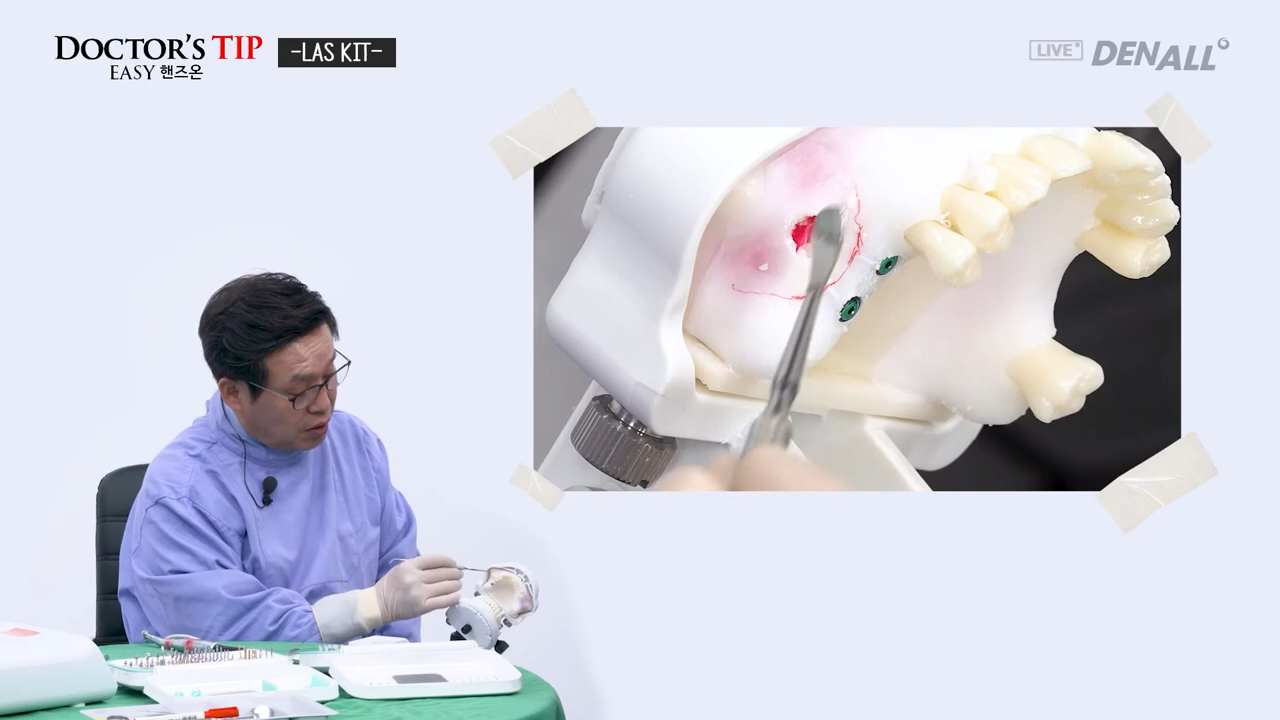 DOCTOR'S TIP
EASY 핸즈온
-LAS KIT-
LIVE
DENALL